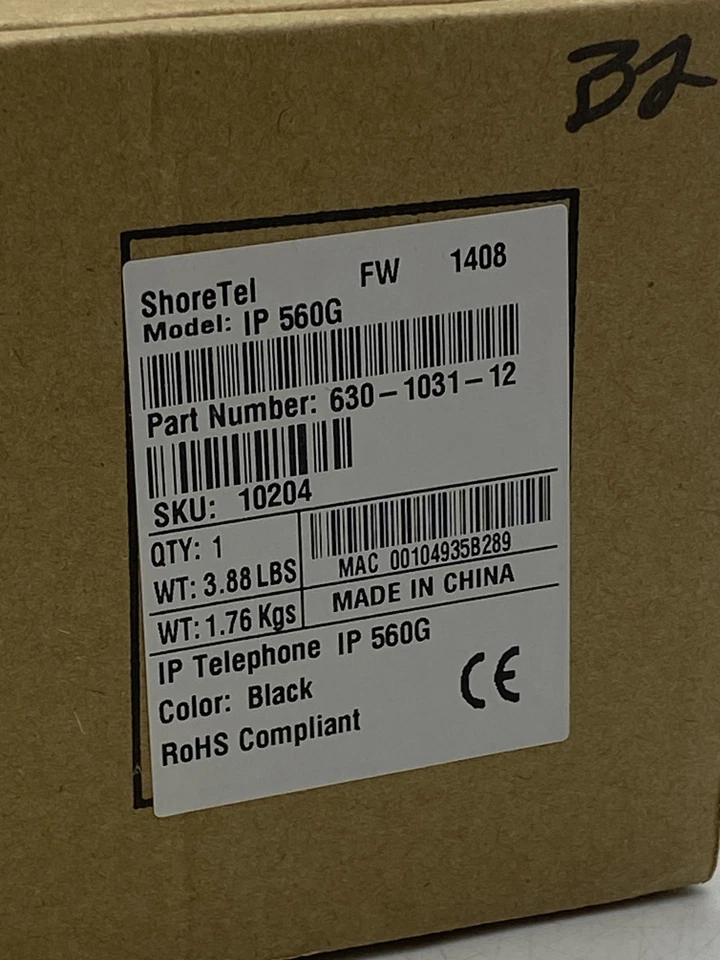 B2
ShoreTel FW 1408
Model: IP 560G
Part Number: 630-1031-12
SKU: 10204
QTY: 1
WT: 3.88 LBS
MAC 00104935B289
WT: 1.76 Kgs
MADE IN CHINA
IP Telephone IP 560G
Color: Black
CE
RoHS Compliant